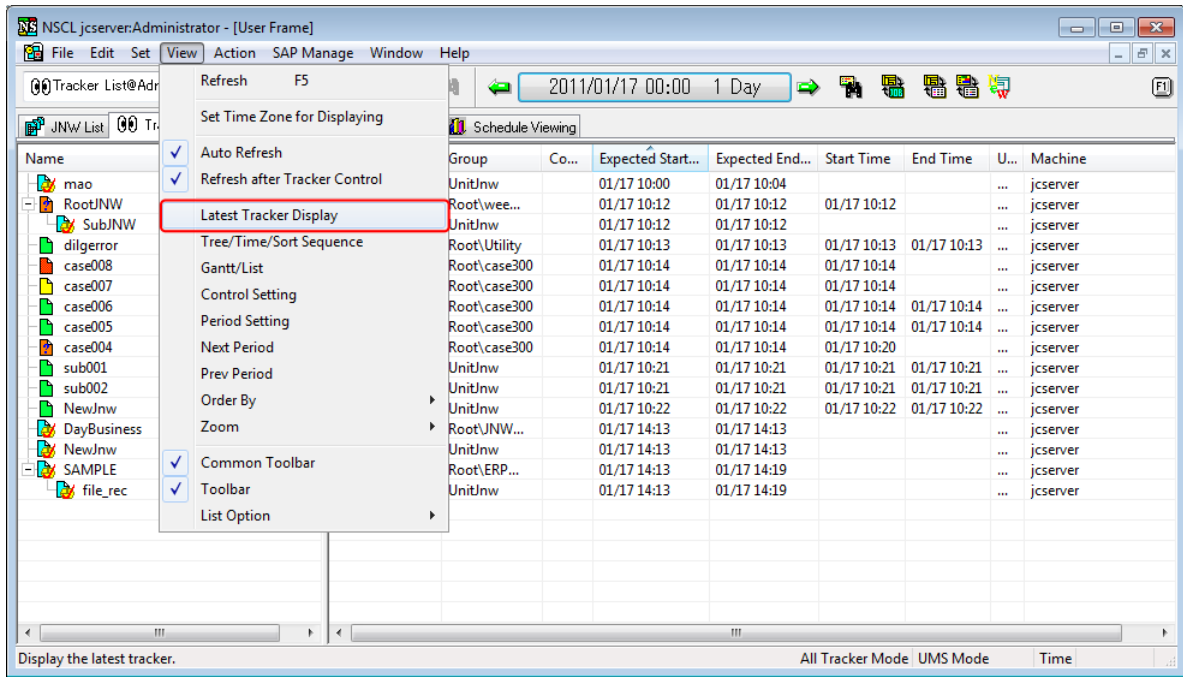 NS NSCL jcserver:Administrator - [User Frame]
File Edit Set View Action SAP Manage Window Help
Tracker List@Adr 2011/01/17 00:00 1 Day F1
JNW List Tr Schedule Viewing
Name Group Co... Expected Start... Expected End... Start Time End Time U... Machine
mao UnitJnw 01/17 10:00 01/17 10:04 ... jcserver
RootJNW Root\wee... 01/17 10:12 01/17 10:12 01/17 10:12 ... jcserver
SubJNW UnitJnw 01/17 10:12 01/17 10:12 ... jcserver
dilgerror Root\Utility 01/17 10:13 01/17 10:13 01/17 10:13 01/17 10:13 ... jcserver
case008 Root\case300 01/17 10:14 01/17 10:14 01/17 10:14 ... jcserver
case007 Root\case300 01/17 10:14 01/17 10:14 01/17 10:14 ... jcserver
case006 Root\case300 01/17 10:14 01/17 10:14 01/17 10:14 01/17 10:14 ... jcserver
case005 Root\case300 01/17 10:14 01/17 10:14 01/17 10:14 01/17 10:14 ... jcserver
case004 Root\case300 01/17 10:14 01/17 10:14 01/17 10:20 ... jcserver
sub001 UnitJnw 01/17 10:21 01/17 10:21 01/17 10:21 01/17 10:21 ... jcserver
sub002 UnitJnw 01/17 10:21 01/17 10:21 01/17 10:21 01/17 10:21 ... jcserver
NewJnw UnitJnw 01/17 10:22 01/17 10:22 01/17 10:22 01/17 10:22 ... jcserver
DayBusiness Root\JNW... 01/17 14:13 01/17 14:13 ... jcserver
NewJnw UnitJnw 01/17 14:13 01/17 14:13 ... jcserver
SAMPLE Root\ERP... 01/17 14:13 01/17 14:19 ... jcserver
file_rec UnitJnw 01/17 14:13 01/17 14:19 ... jcserver
Refresh F5
Set Time Zone for Displaying
Auto Refresh
Refresh after Tracker Control
Latest Tracker Display
Tree/Time/Sort Sequence
Gantt/List
Control Setting
Period Setting
Next Period
Prev Period
Order By
Zoom
Common Toolbar
Toolbar
List Option
Display the latest tracker. All Tracker Mode UMS Mode Time